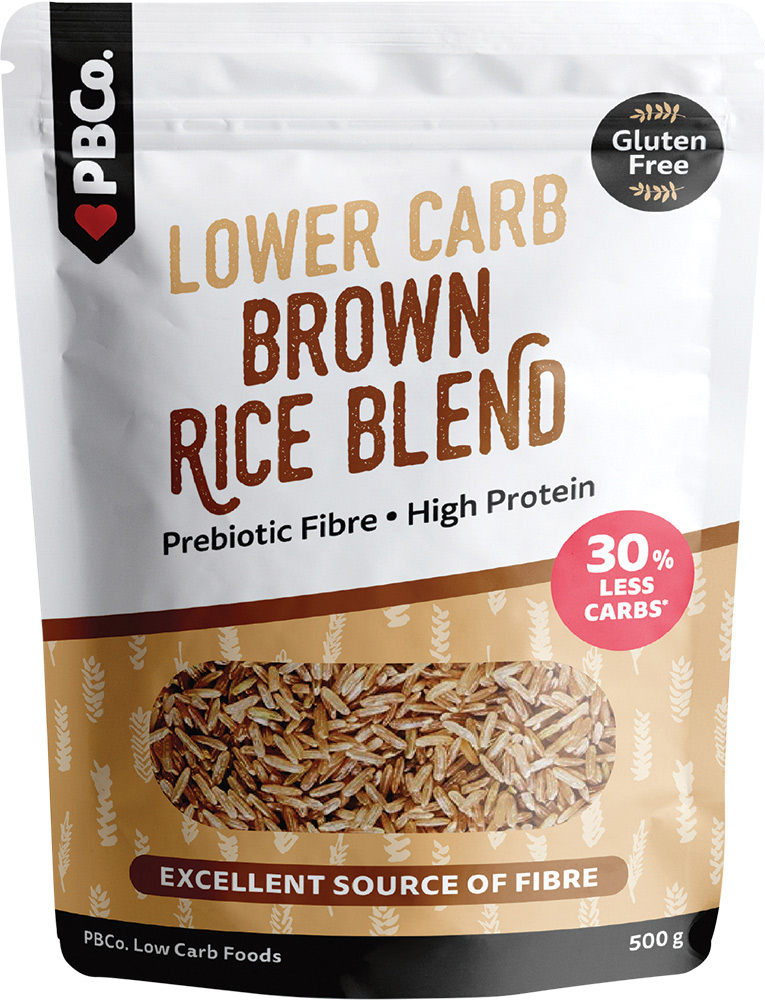 PBCo.
Gluten
Free
LOWER CARB
BROWN
RICE BLEND
Prebiotic Fibre • High Protein
30%
LESS
CARBS*
EXCELLENT SOURCE OF FIBRE
PBCo. Low Carb Foods
500 g